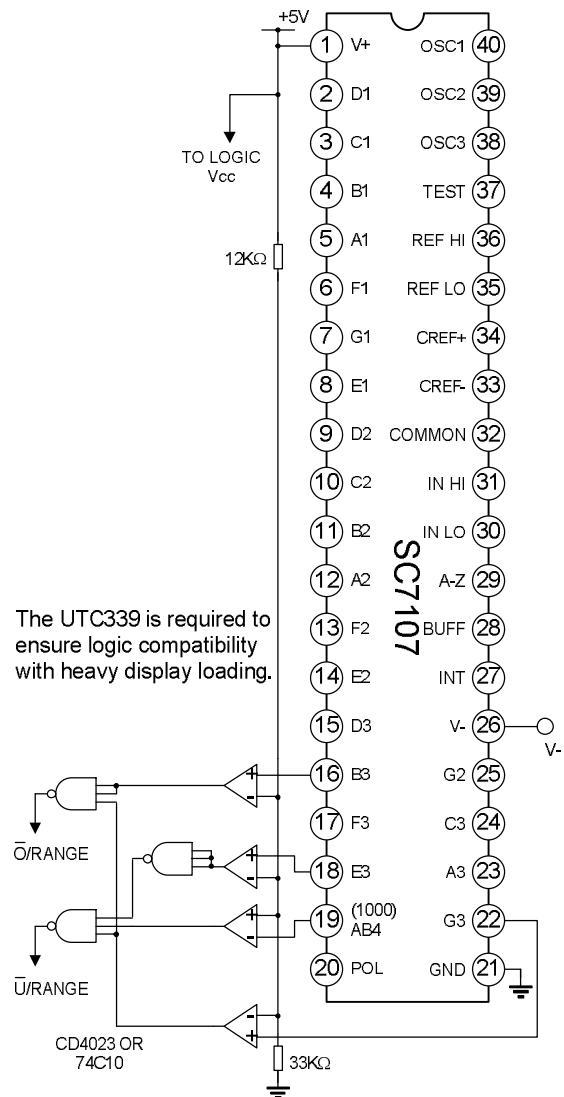 +5V
1 V+ OSC1 40
2 D1 OSC2 39
3 C1 OSC3 38
TO LOGIC
Vcc
4 B1 TEST 37
12KΩ
5 A1 REF HI 36
6 F1 REF LO 35
7 G1 CREF+ 34
8 E1 CREF- 33
9 D2 COMMON 32
10 C2 IN HI 31
11 B2 IN LO 30
SC7107
12 A2 A-Z 29
The UTC339 is required to
ensure logic compatibility
with heavy display loading.
13 F2 BUFF 28
14 E2 INT 27
15 D3 V- 26
V-
16 B3 G2 25
+
-
O̅/RANGE
17 F3 C3 24
18 E3 A3 23
+
-
19 (1000)
AB4 G3 22
+
-
U̅/RANGE
20 POL GND 21
-
+
CD4023 OR
74C10
33KΩ